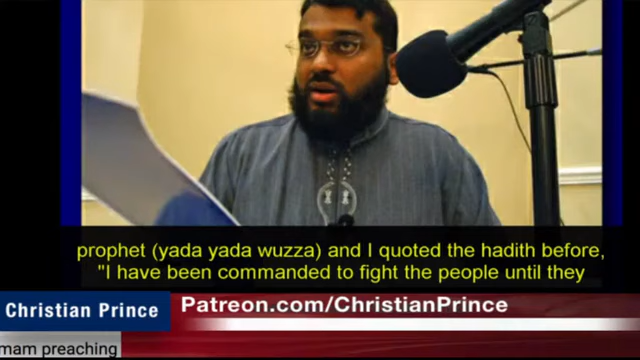 prophet (yada yada wuzza) and I quoted the hadith before,
"I have been commanded to fight the people until they
Christian Prince
Patreon.com/ChristianPrince
mam preaching